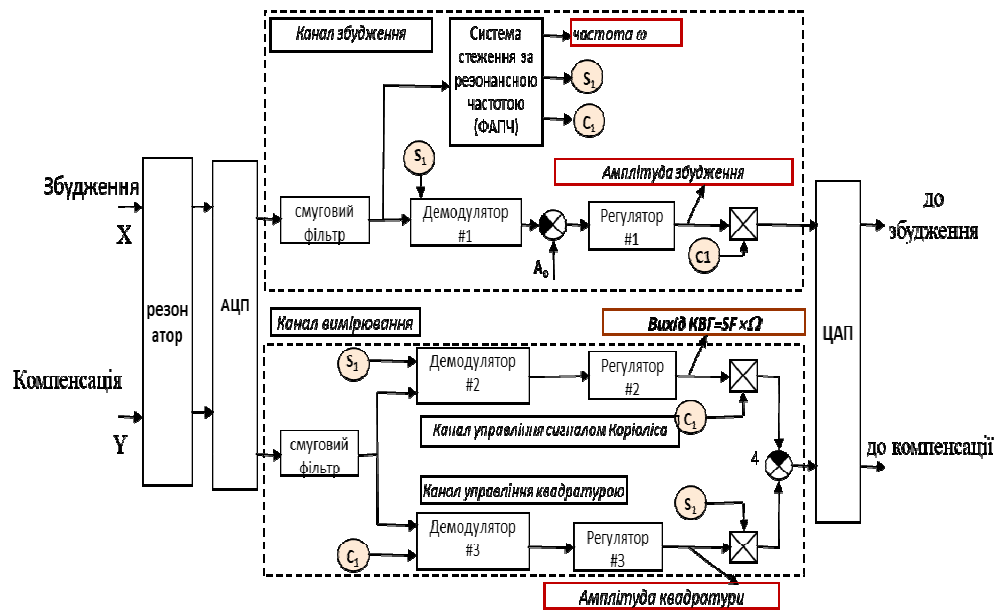 Канал збудження
Система
стеження за
резонансною
частотою
(ФАПЧ)
частота ω
S₁
C₁
S₁
Збудження
X
смуговий
фільтр
Демодулятор
#1
A₀
Регулятор
#1
Амплітуда збудження
C1
до
збудження
резон
атор
АЦП
ЦАП
Канал вимірювання
Вихід КВГ=SF×Ω
S₁
Демодулятор
#2
Регулятор
#2
C₁
Канал управління сигналом Коріоліса
Компенсація
Y
смуговий
фільтр
4
до компенсації
Канал управління квадратурою
S₁
C₁
Демодулятор
#3
Регулятор
#3
Амплітуда квадратури